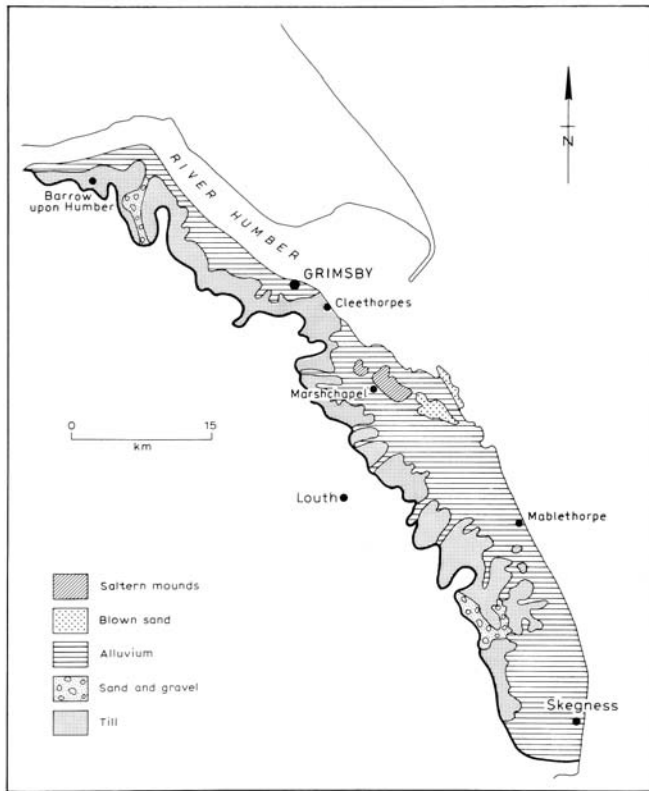 N
RIVER HUMBER
Barrow
upon Humber
GRIMSBY
Cleethorpes
Marshchapel
0 15
km
Louth
Mablethorpe
Saltern mounds
Blown sand
Alluvium
Sand and gravel
Till
Skegness